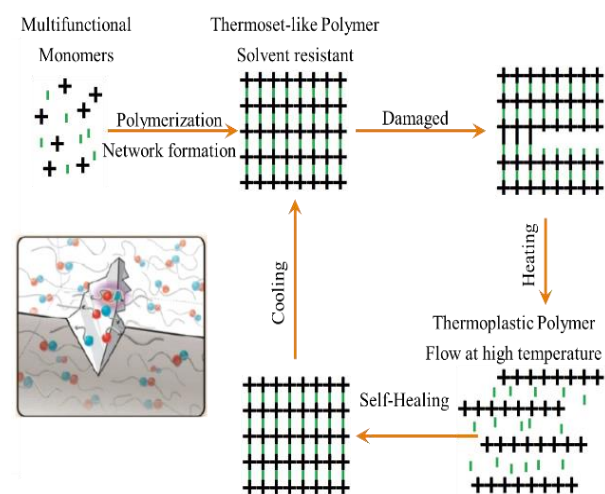 Multifunctional
Monomers
Polymerization
Network formation
Thermoset-like Polymer
Solvent resistant
Damaged
Heating
Thermoplastic Polymer
Flow at high temperature
Self-Healing
Cooling